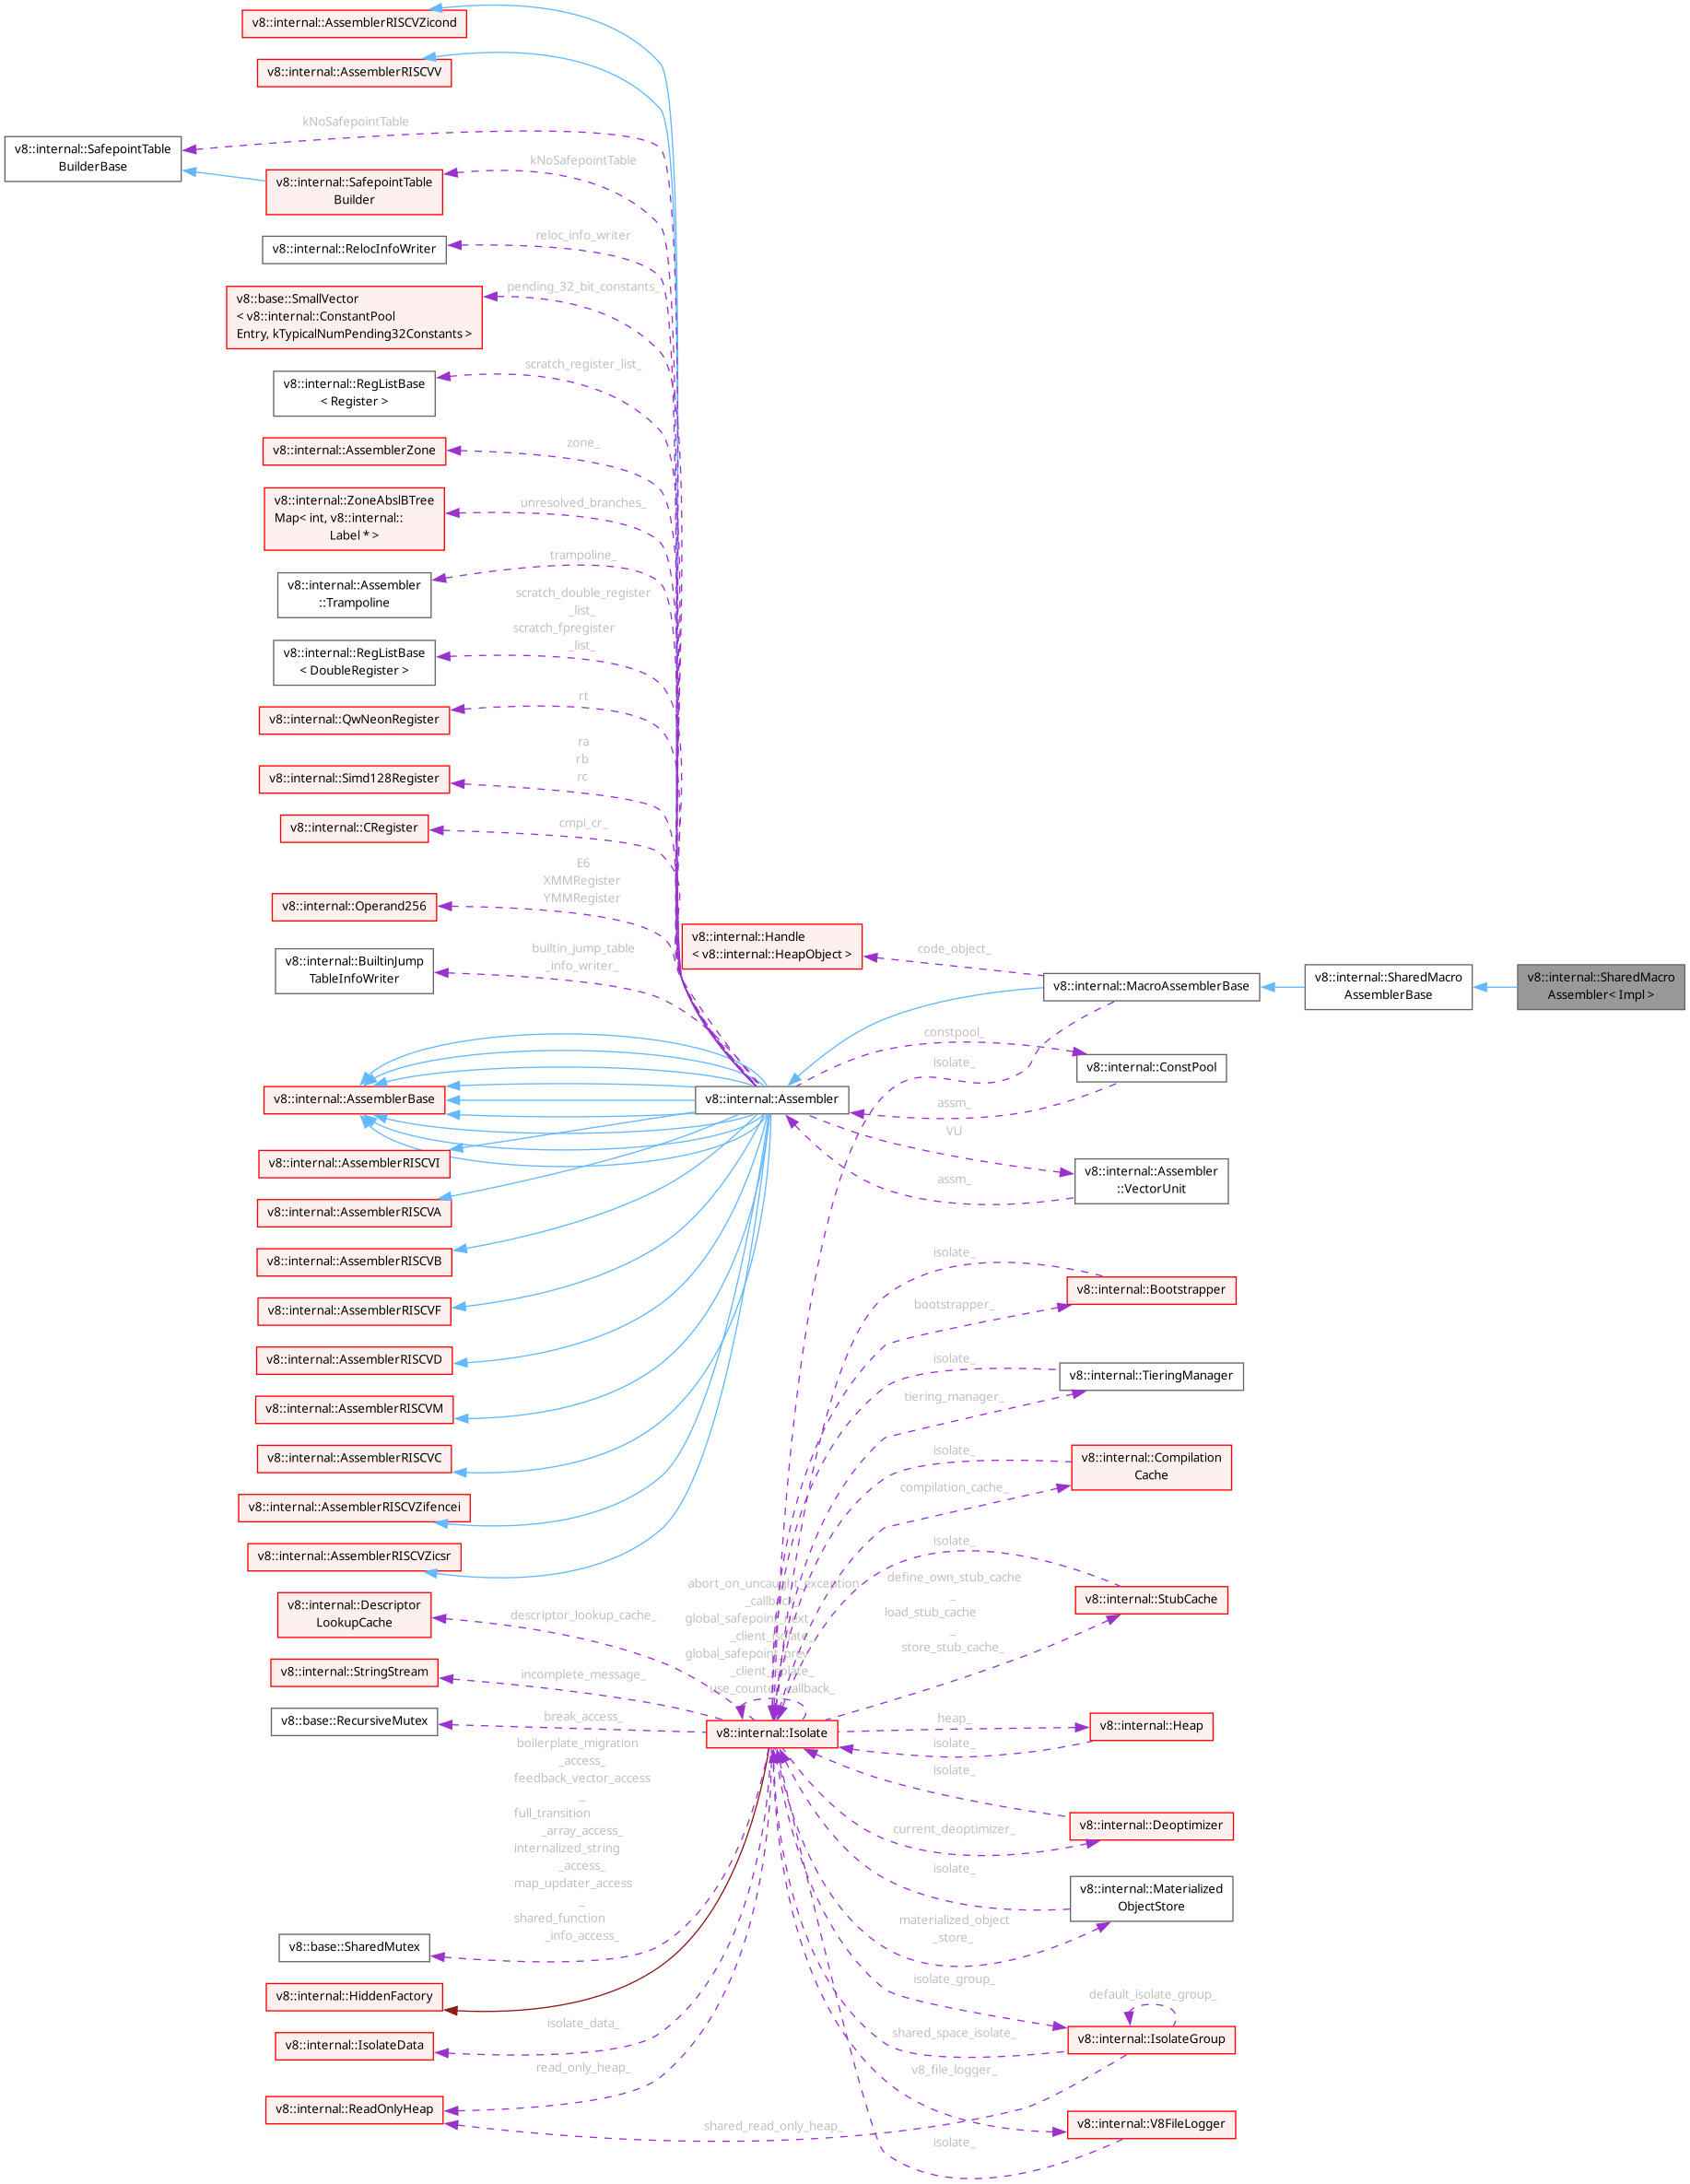 v8::internal::AssemblerRISCVZicond
v8::internal::AssemblerRISCVV
kNoSafepointTable
v8::internal::SafepointTable
BuilderBase
kNoSafepointTable
v8::internal::SafepointTable
Builder
reloc_info_writer
v8::internal::RelocInfoWriter
pending_32_bit_constants_
v8::base::SmallVector
< v8::internal::ConstantPool
Entry, kTypicalNumPending32Constants >
scratch_register_list_
v8::internal::RegListBase
< Register >
zone_
v8::internal::AssemblerZone
v8::internal::ZoneAbslBTree
Map< int, v8::internal::
Label * >
unresolved_branches_
trampoline_
v8::internal::Assembler
::Trampoline
scratch_double_register
_list_
scratch_fpregister
_list_
v8::internal::RegListBase
< DoubleRegister >
rt
v8::internal::QwNeonRegister
ra
rb
rc
v8::internal::Simd128Register
cmpi_cr_
v8::internal::CRegister
E6
XMMRegister
YMMRegister
v8::internal::Operand256
builtin_jump_table
_info_writer_
v8::internal::BuiltinJump
TableInfoWriter
v8::internal::Handle
< v8::internal::HeapObject >
code_object_
v8::internal::MacroAssemblerBase
v8::internal::SharedMacro
AssemblerBase
v8::internal::SharedMacro
Assembler< Impl >
constpool_
isolate_
v8::internal::ConstPool
assm_
v8::internal::AssemblerBase
v8::internal::Assembler
VU
v8::internal::Assembler
::VectorUnit
assm_
v8::internal::AssemblerRISCVI
v8::internal::AssemblerRISCVA
v8::internal::AssemblerRISCVB
v8::internal::AssemblerRISCVF
v8::internal::AssemblerRISCVD
v8::internal::AssemblerRISCVM
v8::internal::AssemblerRISCVC
v8::internal::AssemblerRISCVZifencei
v8::internal::AssemblerRISCVZicsr
isolate_
v8::internal::Bootstrapper
bootstrapper_
isolate_
v8::internal::TieringManager
tiering_manager_
isolate_
v8::internal::Compilation
Cache
compilation_cache_
isolate_
define_own_stub_cache
_
load_stub_cache
_
store_stub_cache_
v8::internal::StubCache
abort_on_uncaught_exception
_callback_
global_safepoint_next
_client_isolate_
global_safepoint_prev
_client_isolate_
use_counter_callback_
v8::internal::Descriptor
LookupCache
descriptor_lookup_cache_
v8::internal::StringStream
incomplete_message_
v8::base::RecursiveMutex
break_access_
v8::internal::Isolate
heap_
v8::internal::Heap
isolate_
boilerplate_migration
_access_
feedback_vector_access
_
full_transition
_array_access_
internalized_string
_access_
map_updater_access
_
shared_function
_info_access_
v8::base::SharedMutex
isolate_
v8::internal::Deoptimizer
current_deoptimizer_
isolate_
v8::internal::Materialized
ObjectStore
materialized_object
_store_
v8::internal::HiddenFactory
isolate_data_
v8::internal::IsolateData
read_only_heap_
v8::internal::ReadOnlyHeap
isolate_group_
default_isolate_group_
v8::internal::IsolateGroup
shared_space_isolate_
v8_file_logger_
shared_read_only_heap_
v8::internal::V8FileLogger
isolate_